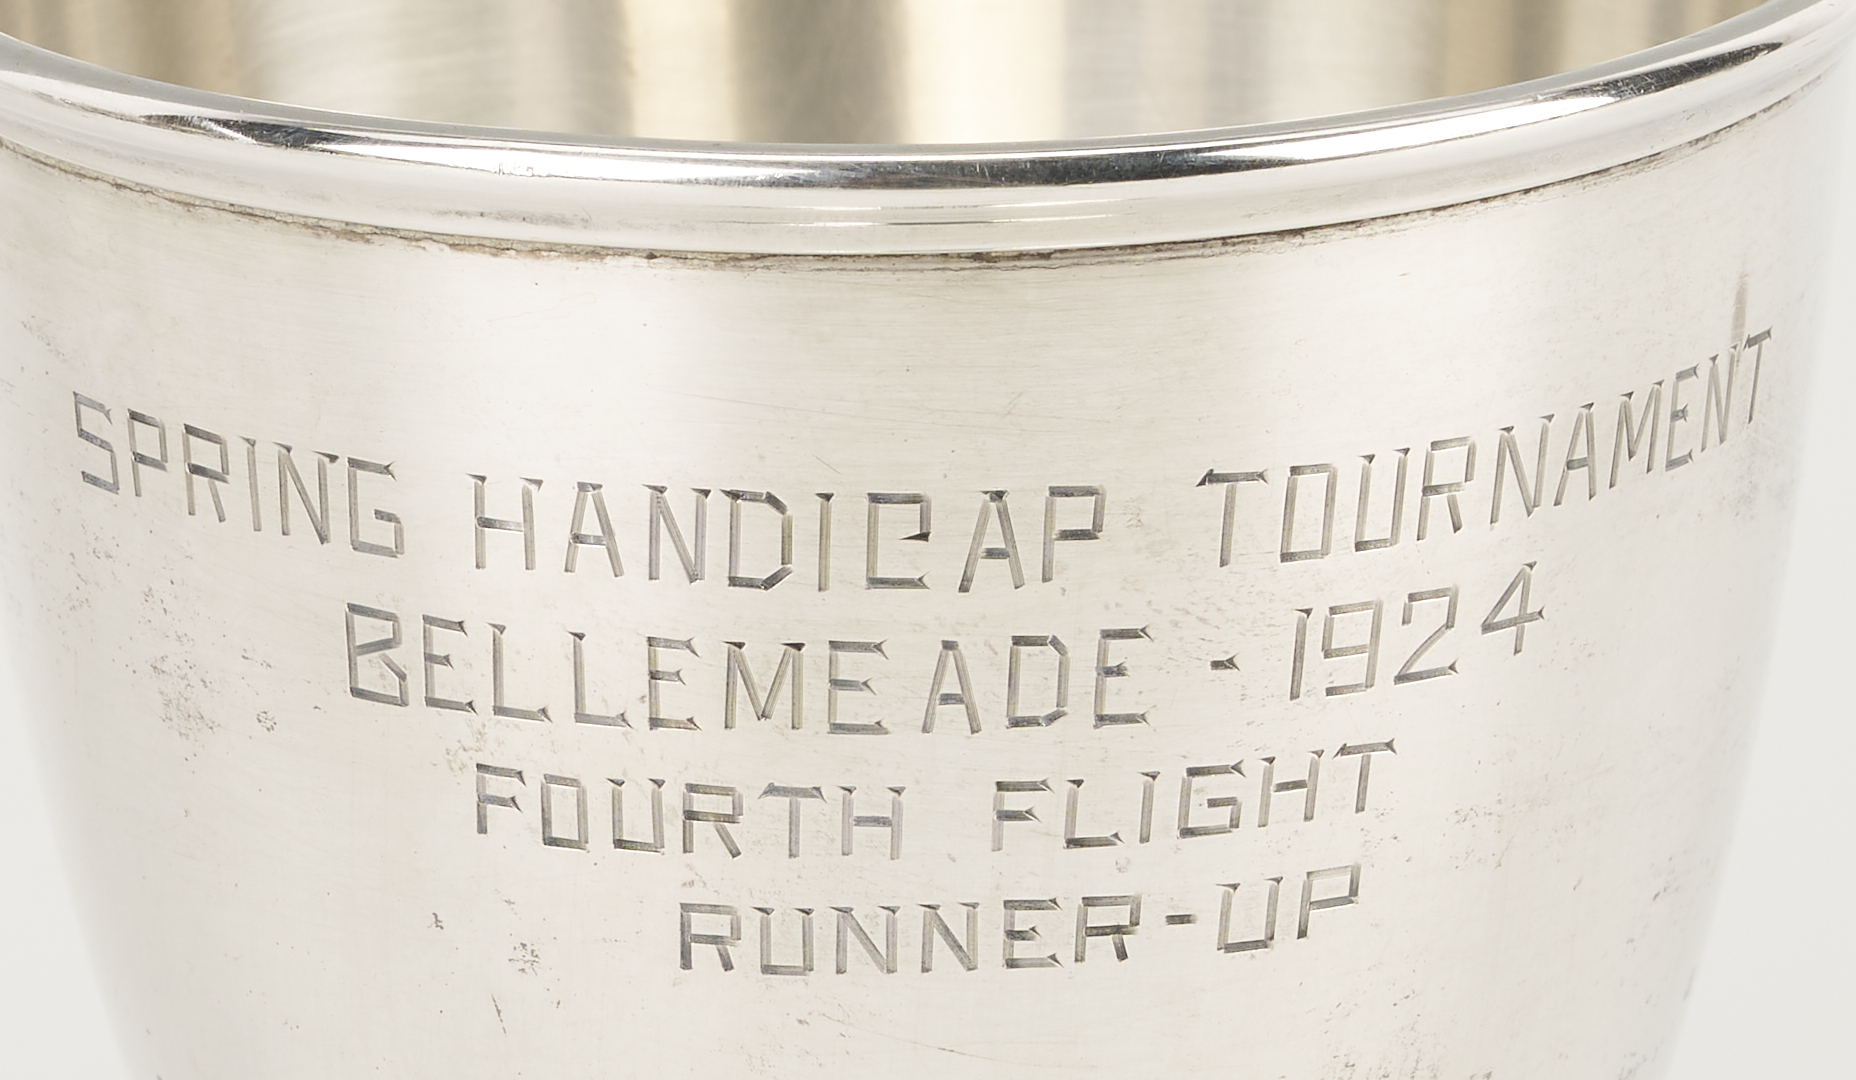 SPRING HANDICAP TOURNAMENT
BELLEMEADE - 1924
FOURTH FLIGHT
RUNNER-UP